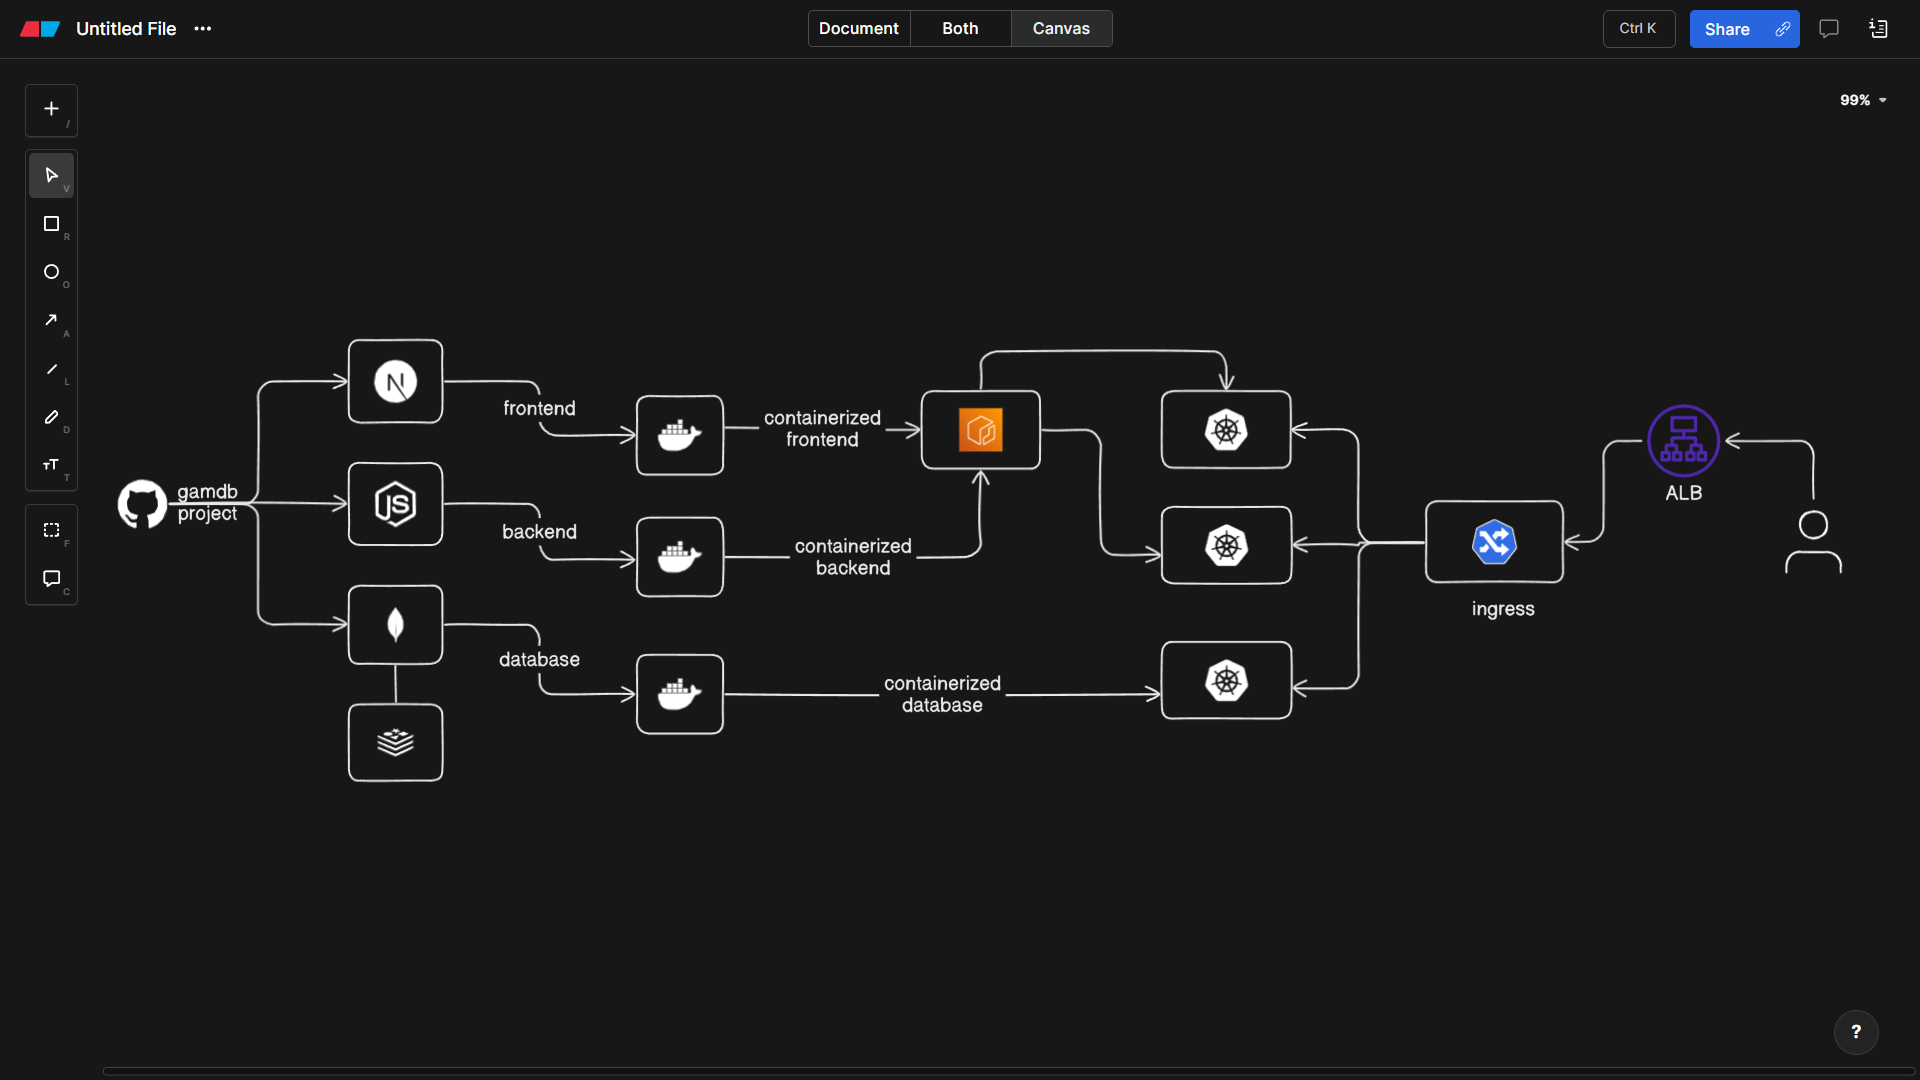 Untitled File
Document
Both
Canvas
Ctrl K
Share
99%
/
V
R
O
A
L
D
T
F
C
gamdb
project
N
JS
frontend
backend
database
containerized
frontend
containerized
backend
containerized
database
ingress
ALB
?